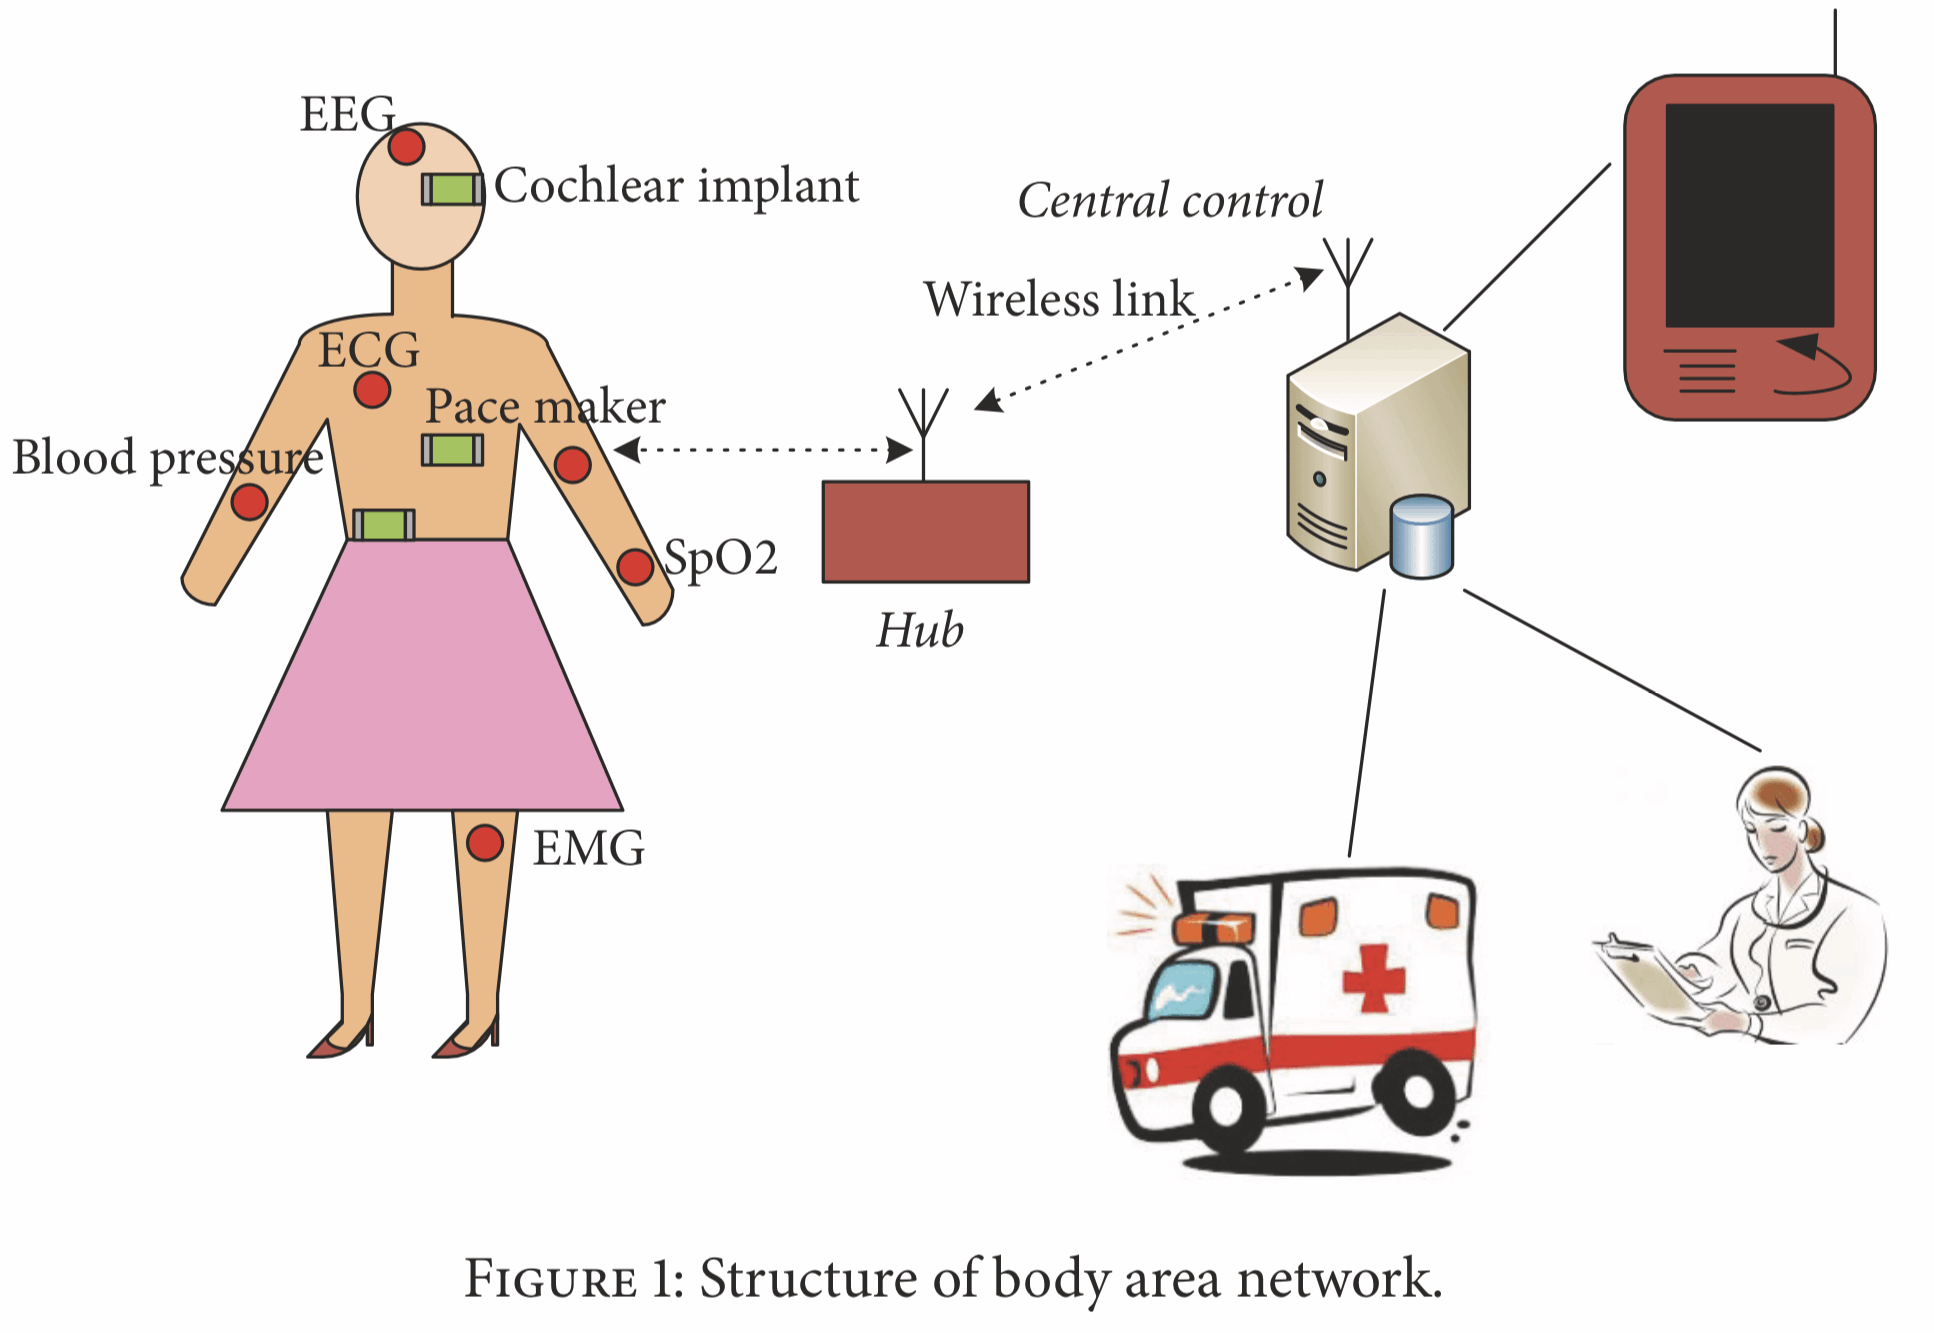 EEG
Cochlear implant
Central control
Wireless link
ECG
Pace maker
Blood pressure
SpO2
Hub
EMG
FIGURE 1: Structure of body area network.